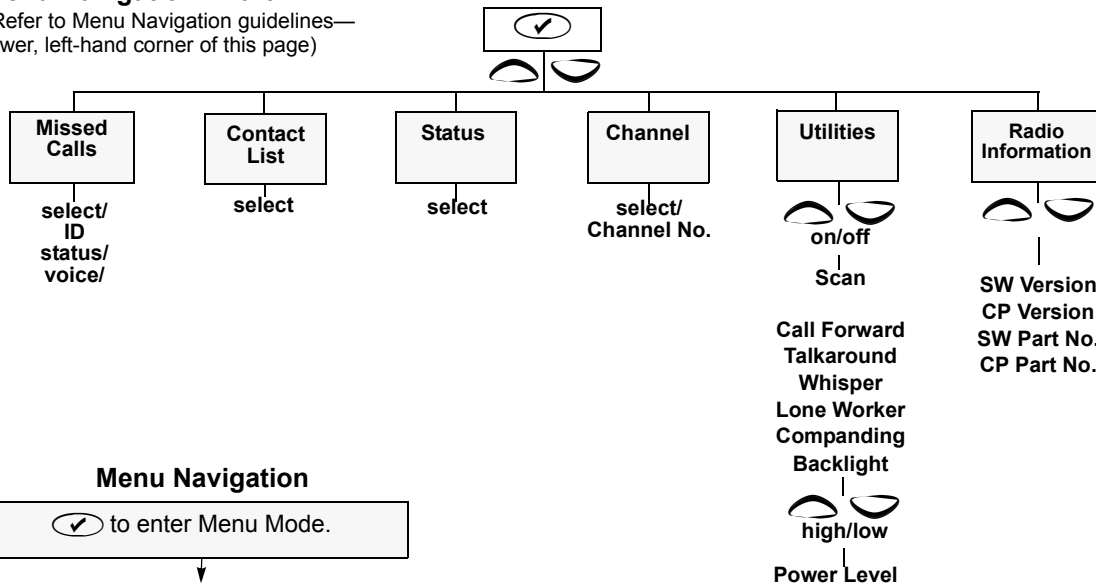 Refer to Menu Navigation guidelines—
wer, left-hand corner of this page)
Missed
Calls
select/
ID
status/
voice/
Contact
List
select
Status
select
Channel
select/
Channel No.
Utilities
on/off
Scan
Call Forward
Talkaround
Whisper
Lone Worker
Companding
Backlight
high/low
Power Level
Radio
Information
SW Version
CP Version
SW Part No.
CP Part No.
Menu Navigation
to enter Menu Mode.